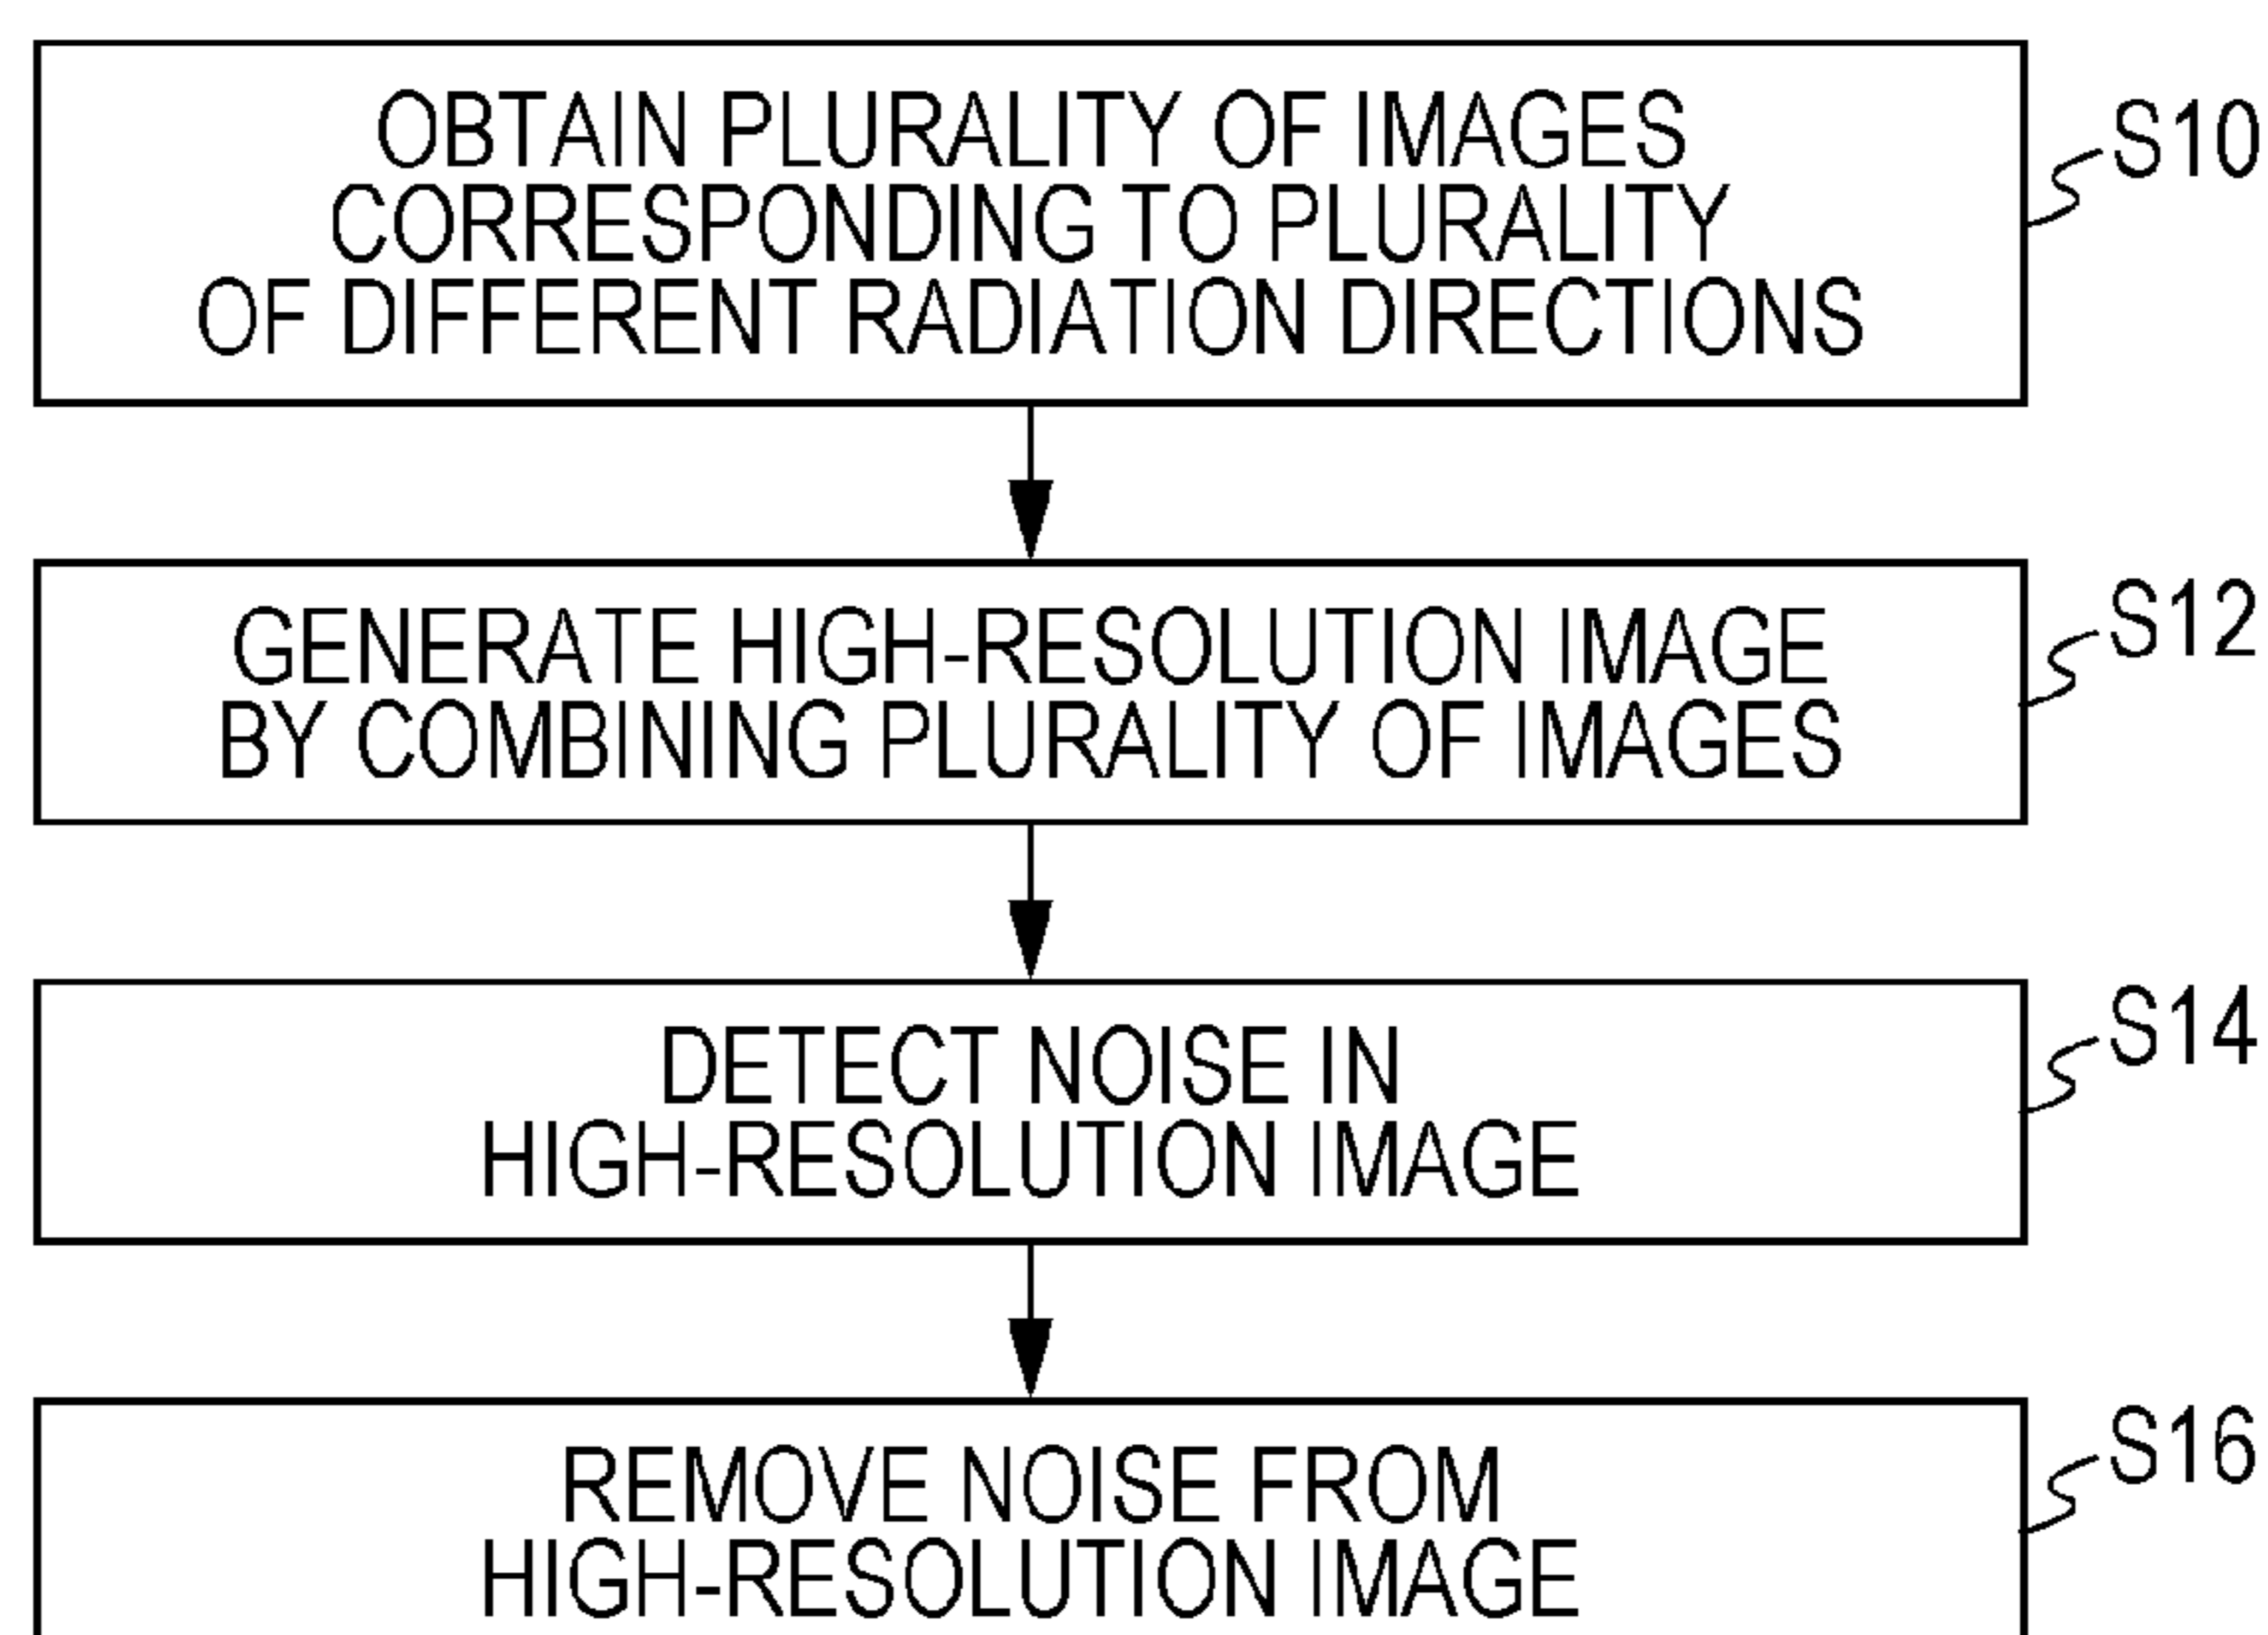 OBTAIN PLURALITY OF IMAGES
CORRESPONDING TO PLURALITY
OF DIFFERENT RADIATION DIRECTIONS
S10
GENERATE HIGH-RESOLUTION IMAGE
BY COMBINING PLURALITY OF IMAGES
S12
DETECT NOISE IN
HIGH-RESOLUTION IMAGE
S14
REMOVE NOISE FROM
HIGH-RESOLUTION IMAGE
S16